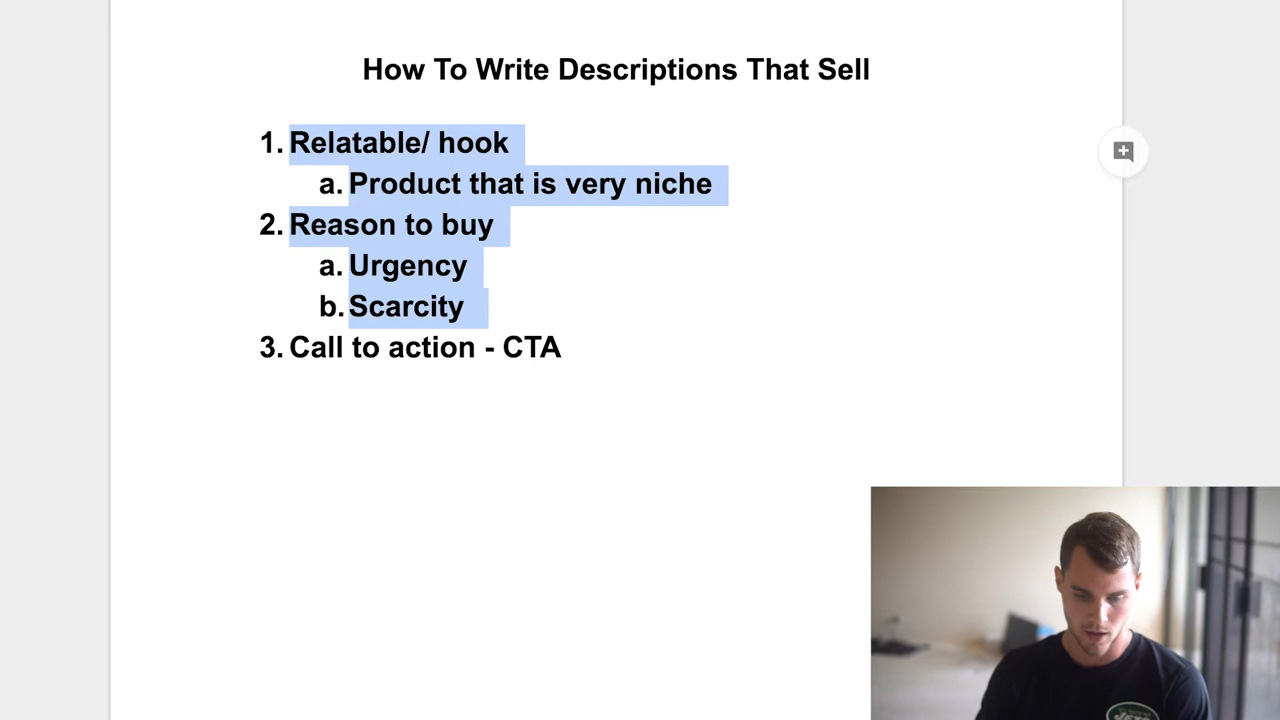 How To Write Descriptions That Sell
1. Relatable/ hook
a. Product that is very niche
2. Reason to buy
a. Urgency
b. Scarcity
3. Call to action - CTA